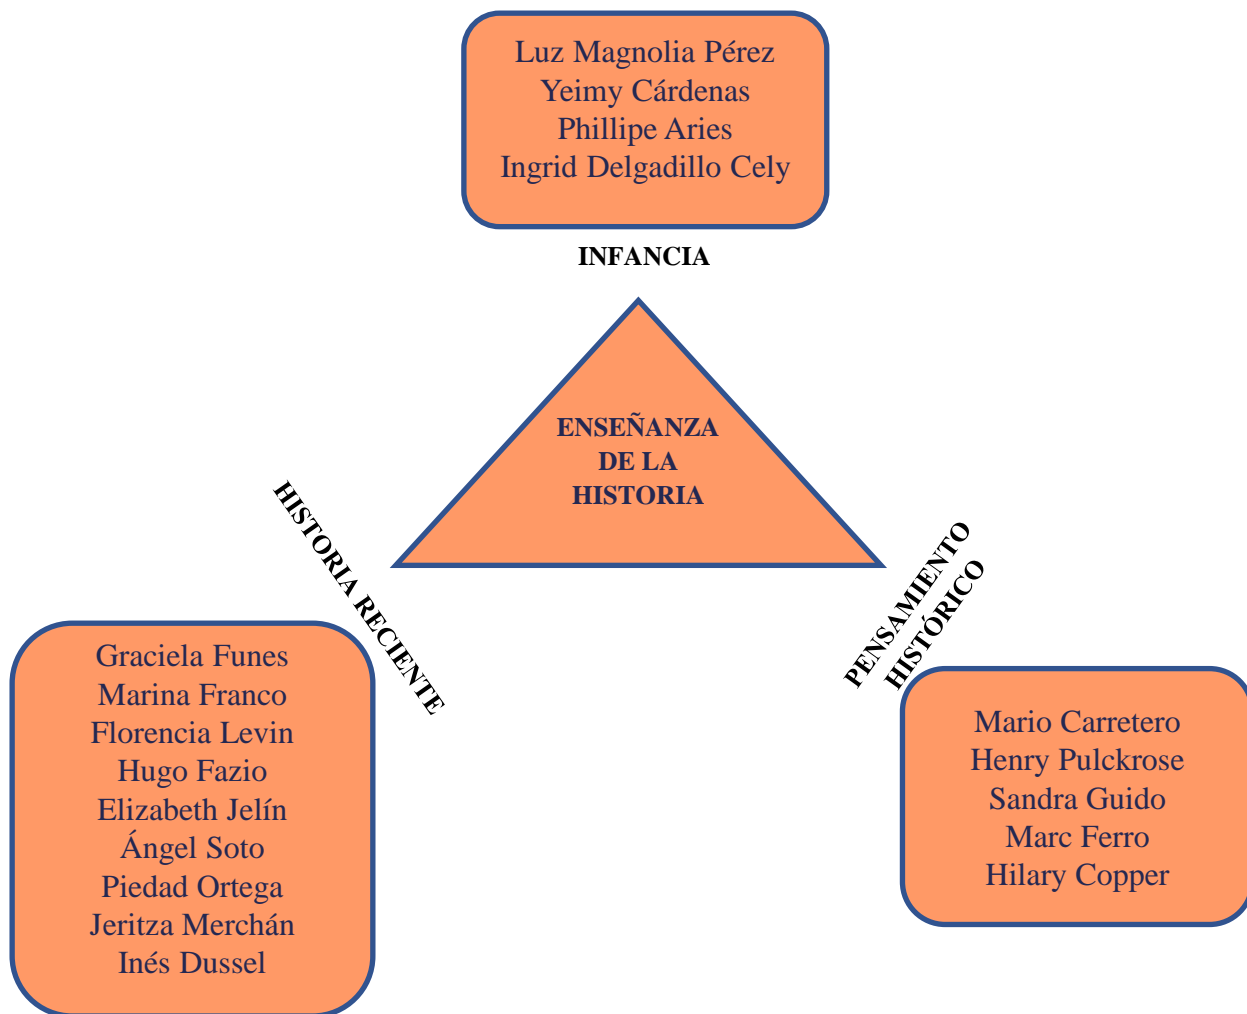 Luz Magnolia Pérez
Yeimy Cárdenas
Phillipe Aries
Ingrid Delgadillo Cely
INFANCIA
ENSEÑANZA
DE LA
HISTORIA
HISTORIA RECIENTE
PENSAMIENTO
HISTÓRICO
Graciela Funes
Marina Franco
Florencia Levin
Hugo Fazio
Elizabeth Jelín
Ángel Soto
Piedad Ortega
Jeritza Merchán
Inés Dussel
Mario Carretero
Henry Pulckrose
Sandra Guido
Marc Ferro
Hilary Copper